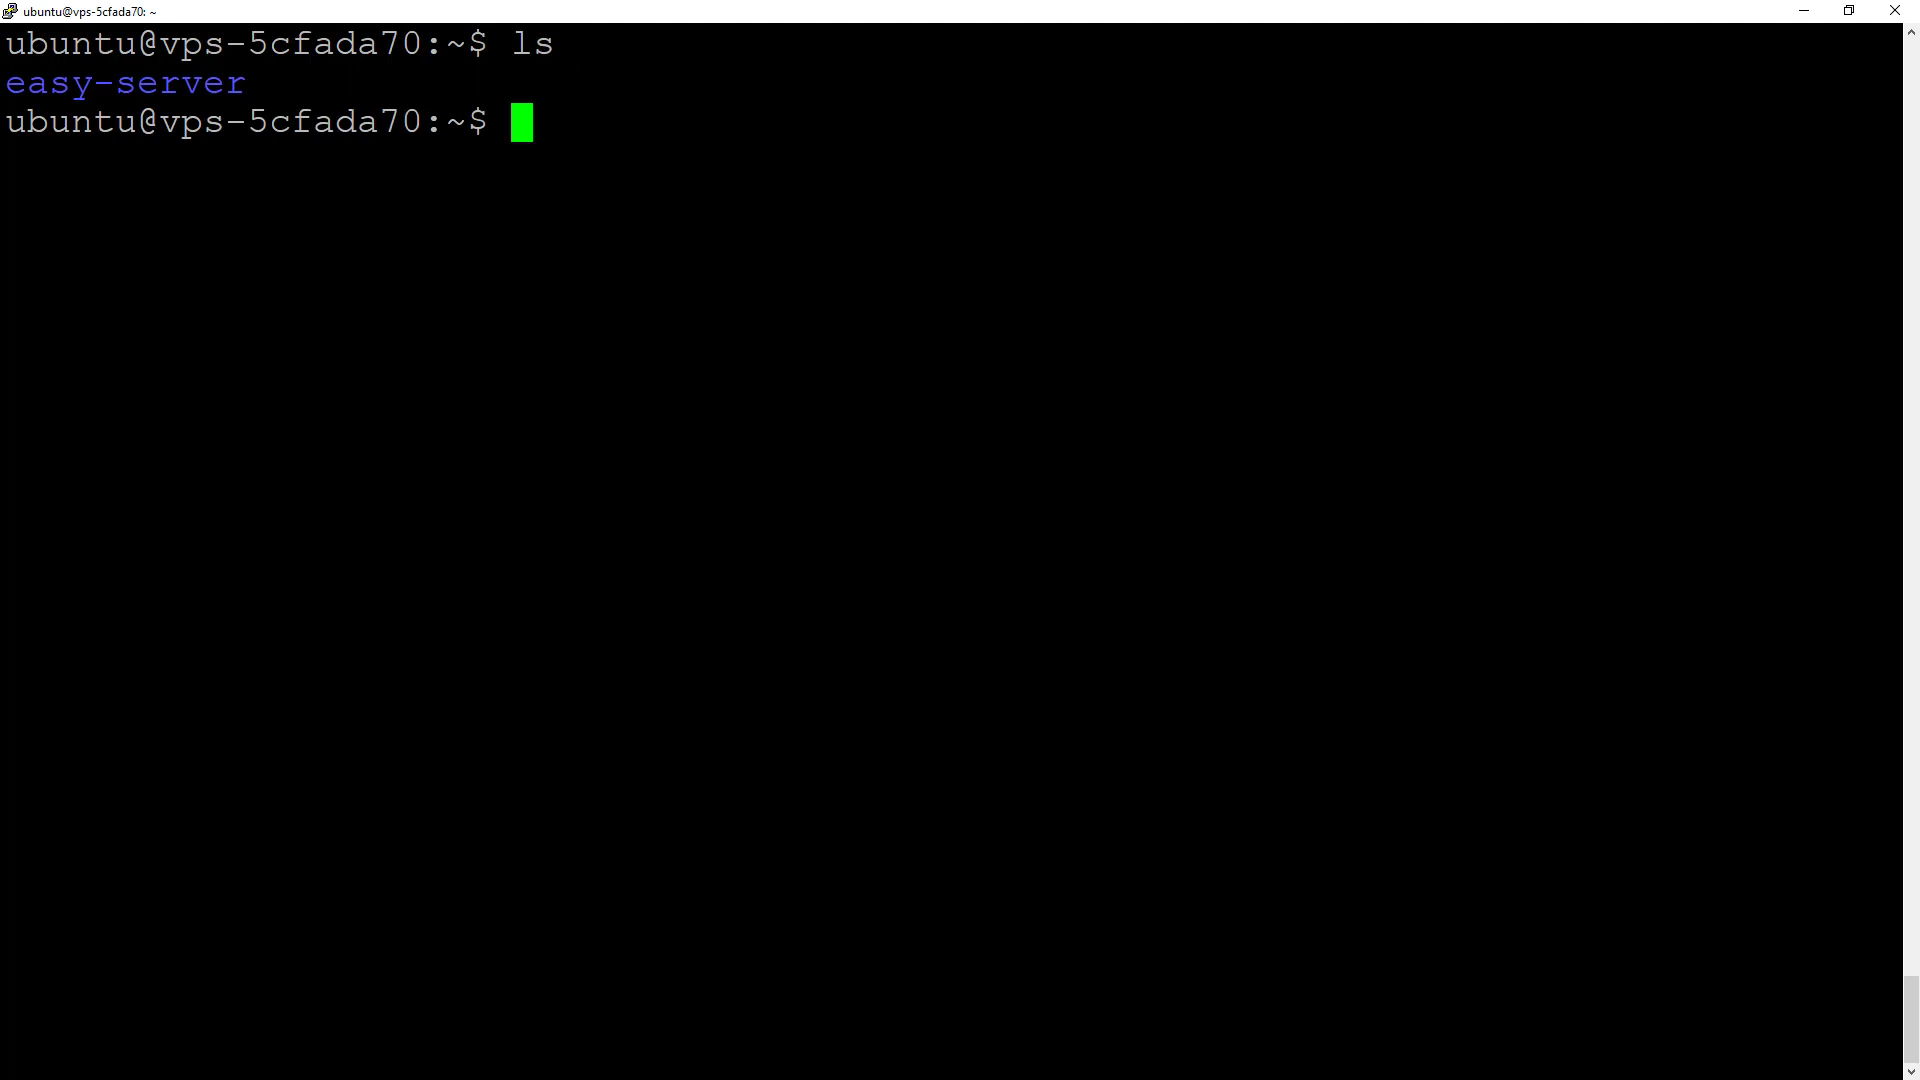 ubuntu@vps-5cfada70: ~
ubuntu@vps-5cfada70:~$ ls
easy-server
ubuntu@vps-5cfada70:~$